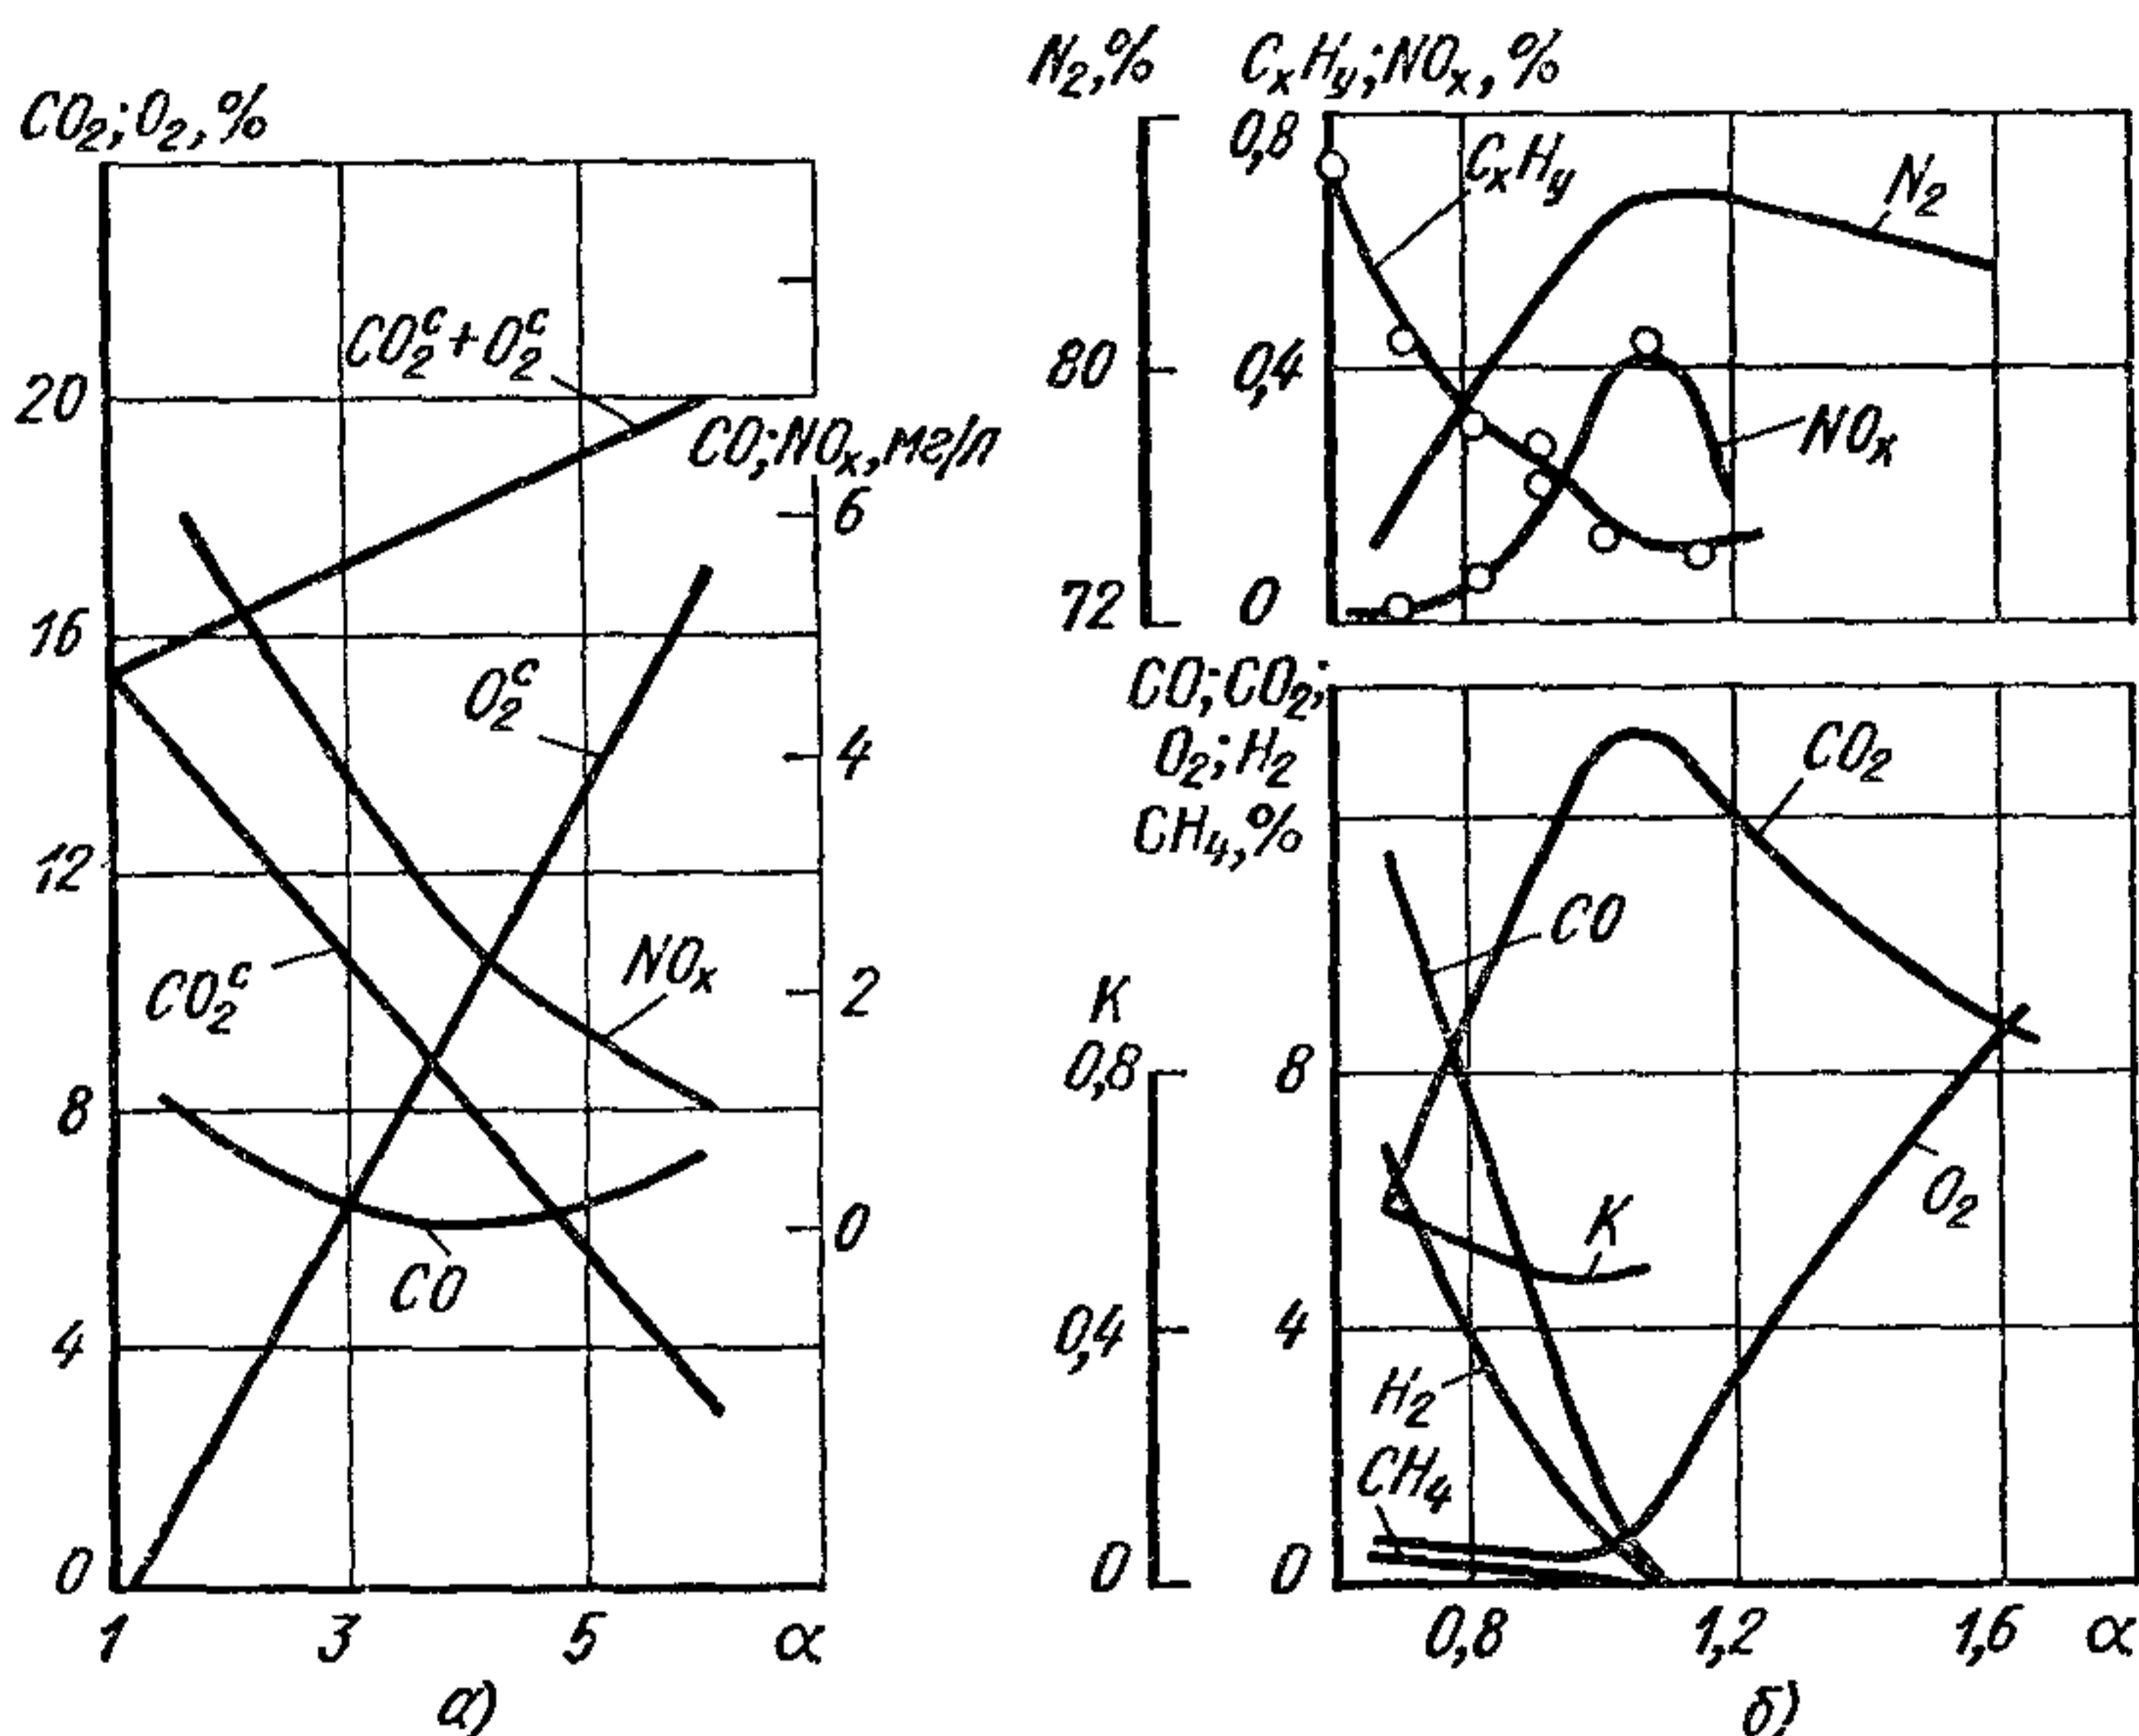 CO₂; O₂, %
20
16
12
8
4
0
CO₂ᶜ + O₂ᶜ
CO; NOₓ, мг/л
6
4
2
0
O₂ᶜ
CO₂ᶜ
NOₓ
CO
1 3 5 α
а)
N₂, % CₓHᵧ; NOₓ, %
0,8
80 0,4
72 0
CₓHᵧ
N₂
NOₓ
CO; CO₂;
O₂; H₂
CH₄, %
CO₂
CO
K
0,8 8
0,4 4
0 0
K
O₂
H₂
CH₄
0,8 1,2 1,6 α
б)